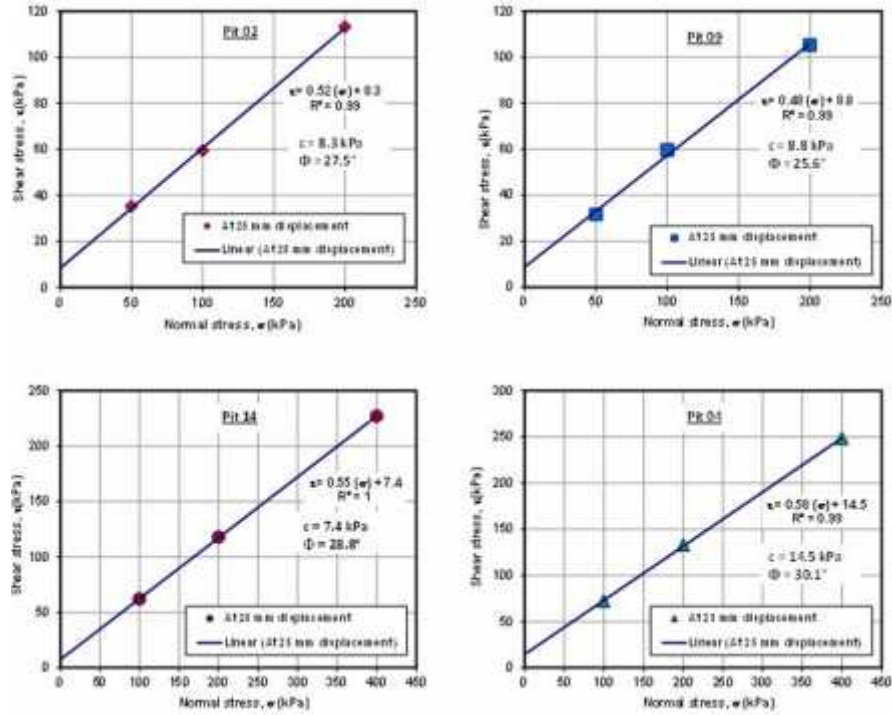 Pit 02
120
100
80
60
40
20
0
Shear stress, τ(kPa)
τ= 0.52 (σ) + 8.3
R² = 0.99
c = 8.3 kPa
Φ = 27.5°
At 25 mm displacement
Linear (At 25 mm displacement)
0 50 100 150 200 250
Normal stress, σ (kPa)
Pit 09
120
100
80
60
40
20
0
Shear stress, τ(kPa)
τ= 0.48 (σ) + 8.8
R² = 0.99
c = 8.8 kPa
Φ = 25.6°
At 25 mm displacement
Linear (At 25 mm displacement)
0 50 100 150 200 250
Normal stress, σ (kPa)
Pit 14
250
200
150
100
50
0
Shear stress, τ(kPa)
τ= 0.55 (σ) + 7.4
R² = 1
c = 7.4 kPa
Φ = 28.8°
At 25 mm displacement
Linear (At 25 mm displacement)
0 50 100 150 200 250 300 350 400 450
Normal stress, σ (kPa)
Pit 04
300
250
200
150
100
50
0
Shear stress, τ(kPa)
τ= 0.58 (σ) + 14.5
R² = 0.99
c = 14.5 kPa
Φ = 30.1°
At 25 mm displacement
Linear (At 25 mm displacement)
0 50 100 150 200 250 300 350 400 450
Normal stress, σ (kPa)